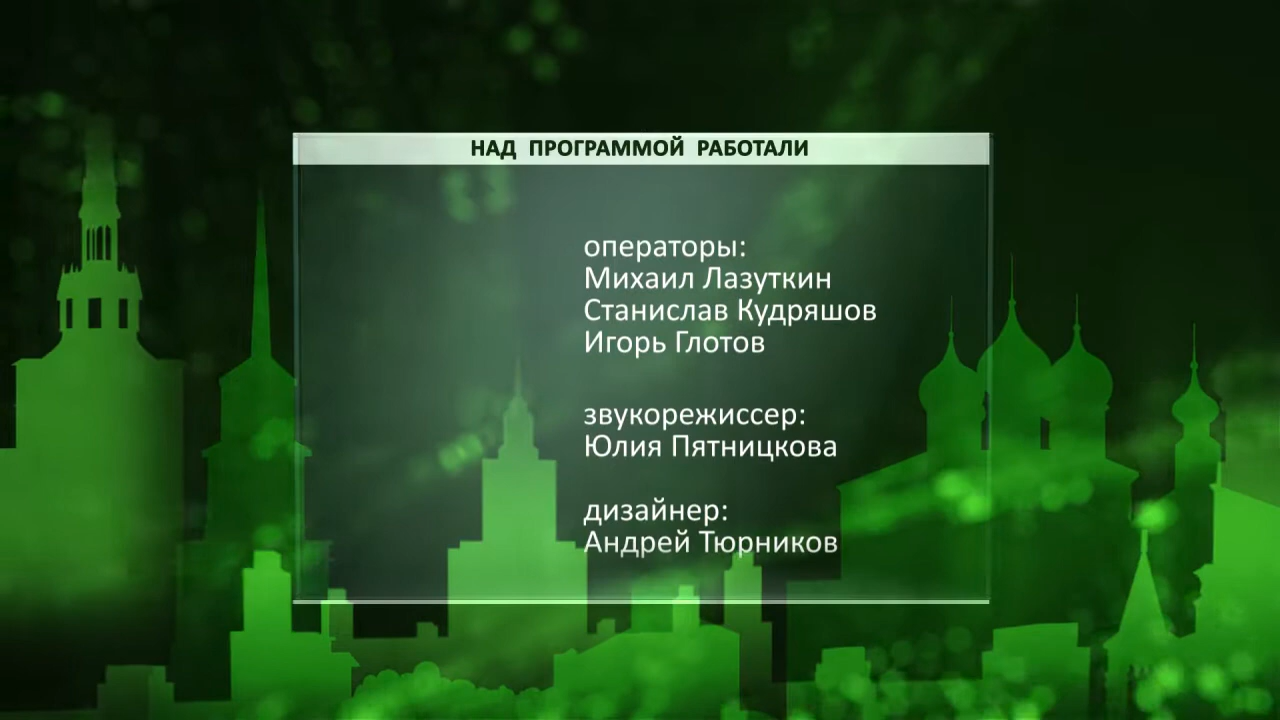 НАД ПРОГРАММОЙ РАБОТАЛИ
операторы:
Михаил Лазуткин
Станислав Кудряшов
Игорь Глотов
звукорежиссер:
Юлия Пятницкова
дизайнер:
Андрей Тюрников